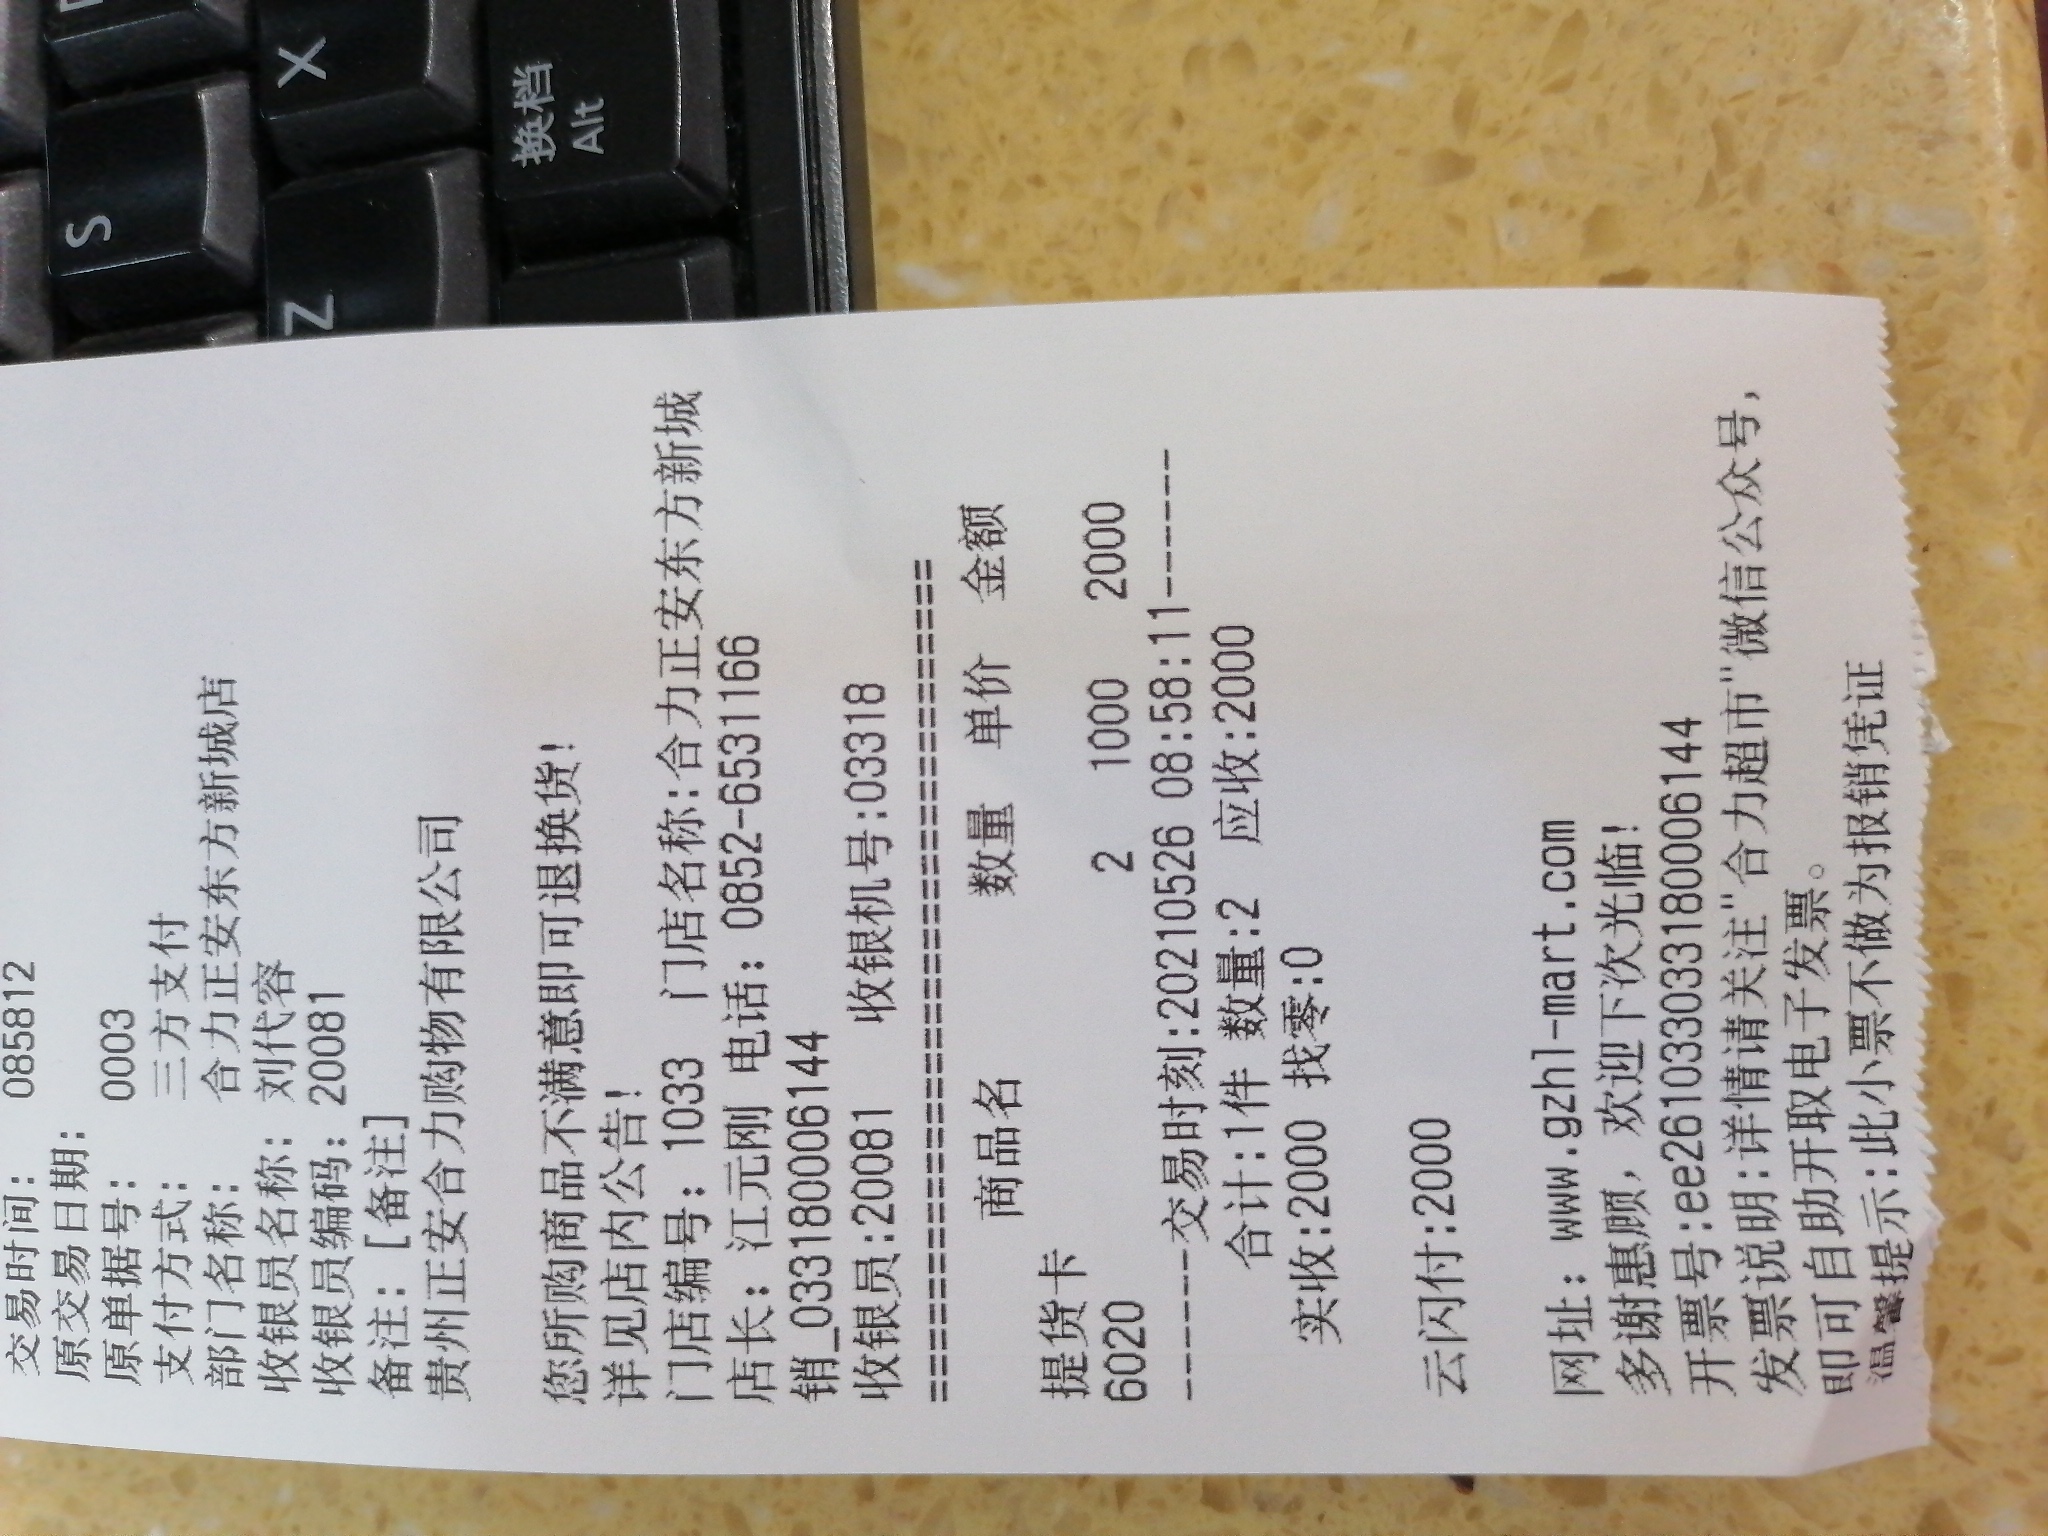 交易时间: 085812
原交易日期:
原单据号: 0003
支付方式: 三方支付
部门名称: 合力正安东方新城店
收银员名称: 刘代容
收银员编码: 20081
备注: [备注]
贵州正安合力购物有限公司
您所购商品不满意即可退换货!
详见店内公告!
门店编号: 1033 门店名称:合力正安东方新城
店长: 江元刚 电话: 0852-6531166
销_033180006144
收银员:20081 收银机号:03318
==============================
商品名 数量 单价 金额
提货卡
6020 2 1000 2000
-------交易时刻:20210526 08:58:11-------
合计:1件 数量:2 应收:2000
实收:2000 找零:0
云闪付:2000
网址: www.gzhl-mart.com
多谢惠顾, 欢迎下次光临!
开票号:ee26103303318000​06144
发票说明:详情请关注"合力超市"微信公众号,
即可自助开取电子发票。
温馨提示:此小票不做为报销凭证
S
X
Z
换档
Alt